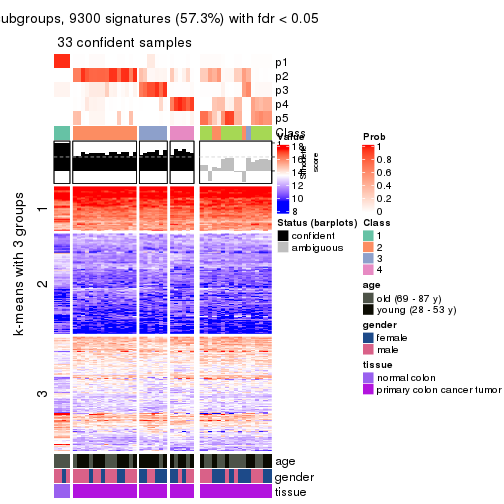 ubgroups, 9300 signatures (57.3%) with fdr < 0.05
33 confident samples
p1
p2
p3
p4
p5
Class
k-means with 3 groups
1
2
3
age
gender
tissue
Value
18
16
14
12
10
8
score
Status (barplots)
confident
ambiguous
Prob
1
0.8
0.6
0.4
0.2
0
Class
1
2
3
4
age
old (69 - 87 y)
young (28 - 53 y)
gender
female
male
tissue
normal colon
primary colon cancer tumor